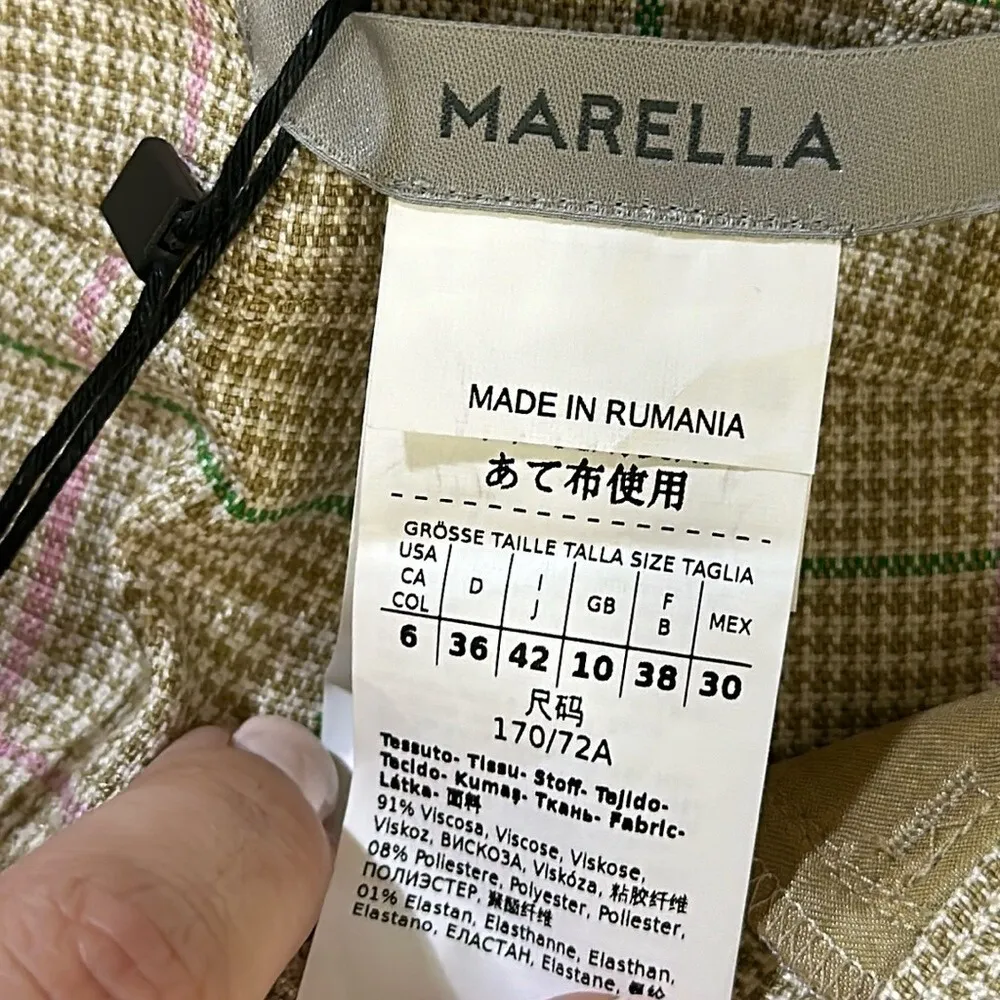 MARELLA
MADE IN RUMANIA
あて布使用
GRÖSSE TAILLE TALLA SIZE TAGLIA
USA CA COL D I J GB F B MEX
6 36 42 10 38 30
尺码
170/72A
Tessuto- Tissu- Stoff- Tejido-
Tecido- Kumaş- Ткань- Fabric-
Látka- 面料
91% Viscosa, Viscose, Viskose,
Viskoz, ВИСКОЗА, Viskóza, 粘胶纤维
08% Poliestere, Polyester, Poliester,
ПОЛИЭСТЕР, 聚酯纤维
01% Elastan, Elasthanne, Elasthan,
Elastano, ЕЛАСТАН, Elastane,